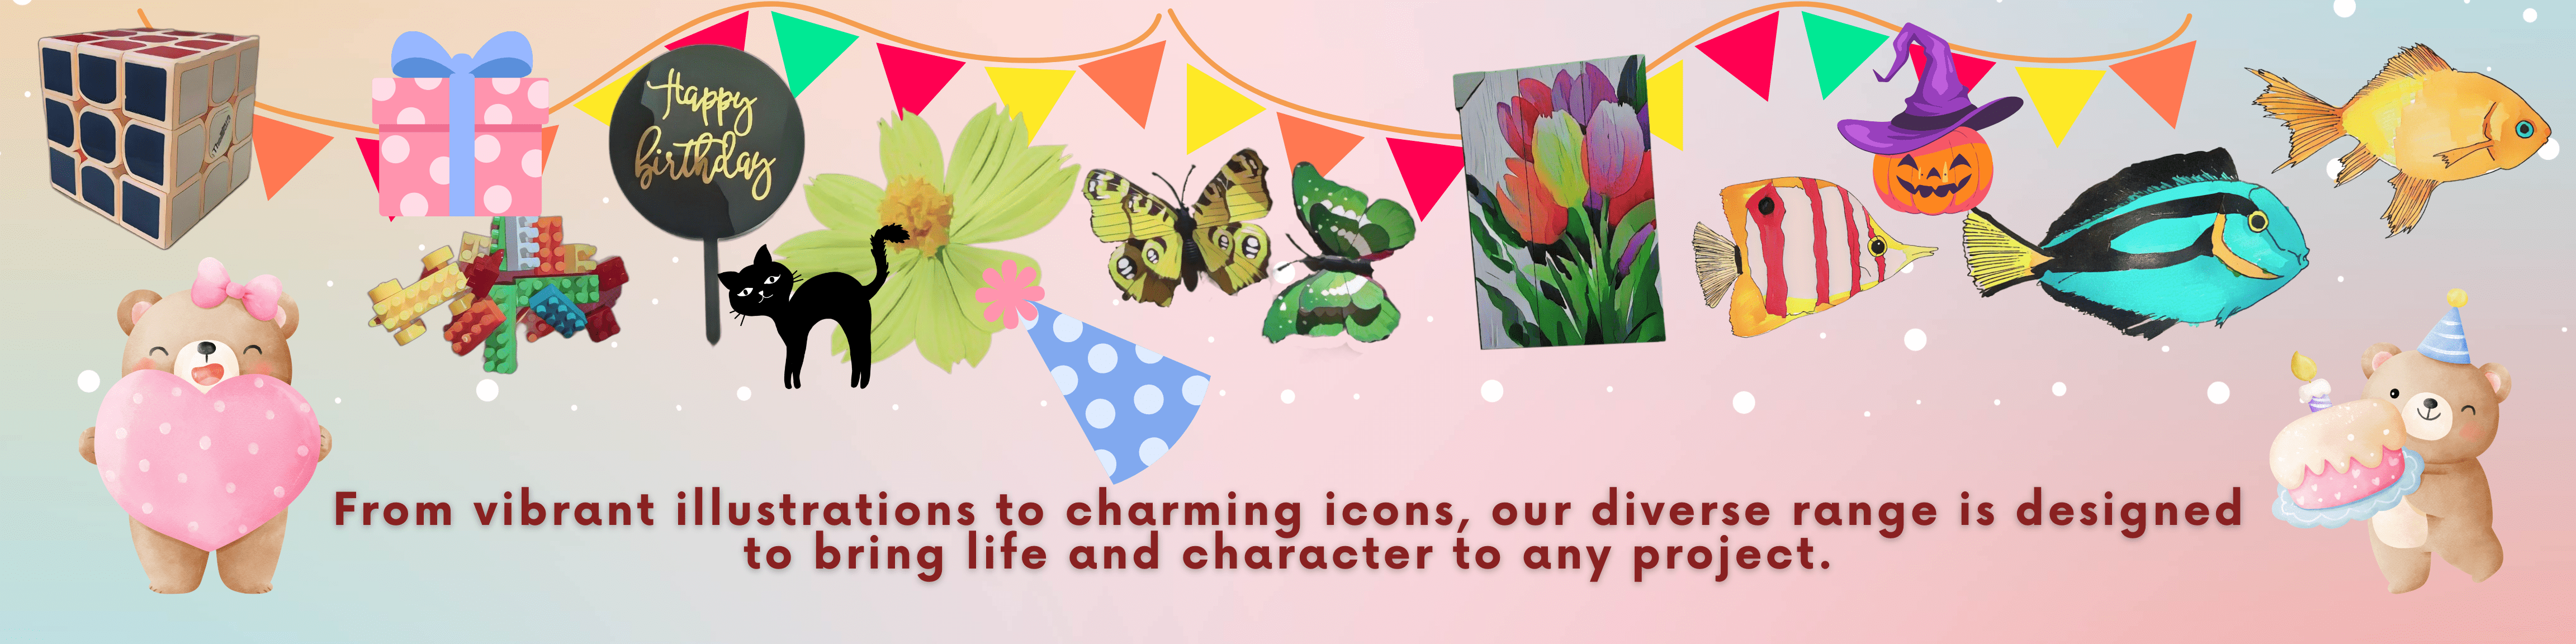 Happy
birthday
From vibrant illustrations to charming icons, our diverse range is designed
to bring life and character to any project.